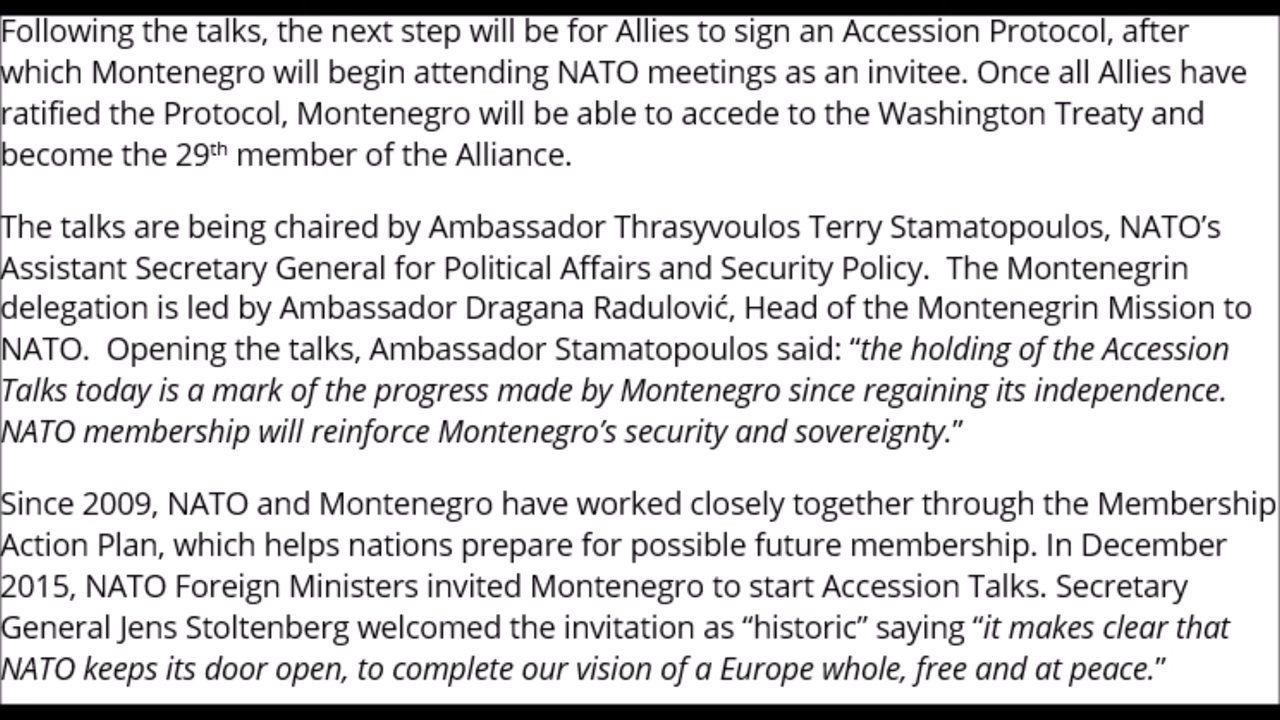 Following the talks, the next step will be for Allies to sign an Accession Protocol, after
which Montenegro will begin attending NATO meetings as an invitee. Once all Allies have
ratified the Protocol, Montenegro will be able to accede to the Washington Treaty and
become the 29th member of the Alliance.
The talks are being chaired by Ambassador Thrasyvoulos Terry Stamatopoulos, NATO’s
Assistant Secretary General for Political Affairs and Security Policy.  The Montenegrin
delegation is led by Ambassador Dragana Radulović, Head of the Montenegrin Mission to
NATO.  Opening the talks, Ambassador Stamatopoulos said: “the holding of the Accession
Talks today is a mark of the progress made by Montenegro since regaining its independence.
NATO membership will reinforce Montenegro’s security and sovereignty.”
Since 2009, NATO and Montenegro have worked closely together through the Membership
Action Plan, which helps nations prepare for possible future membership. In December
2015, NATO Foreign Ministers invited Montenegro to start Accession Talks. Secretary
General Jens Stoltenberg welcomed the invitation as “historic” saying “it makes clear that
NATO keeps its door open, to complete our vision of a Europe whole, free and at peace.”